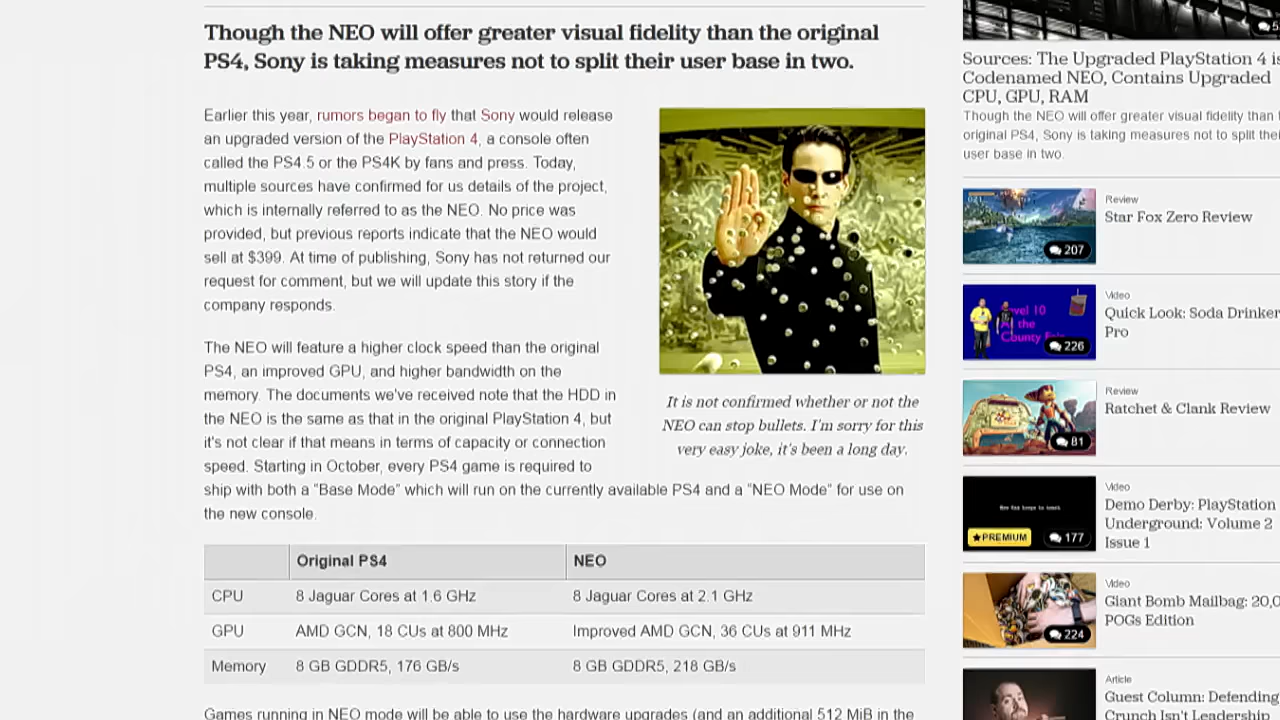 Though the NEO will offer greater visual fidelity than the original
PS4, Sony is taking measures not to split their user base in two.
Earlier this year, rumors began to fly that Sony would release
an upgraded version of the PlayStation 4, a console often
called the PS4.5 or the PS4K by fans and press. Today,
multiple sources have confirmed for us details of the project,
which is internally referred to as the NEO. No price was
provided, but previous reports indicate that the NEO would
sell at $399. At time of publishing, Sony has not returned our
request for comment, but we will update this story if the
company responds.
The NEO will feature a higher clock speed than the original
PS4, an improved GPU, and higher bandwidth on the
memory. The documents we've received note that the HDD in
the NEO is the same as that in the original PlayStation 4, but
it's not clear if that means in terms of capacity or connection
speed. Starting in October, every PS4 game is required to
ship with both a "Base Mode" which will run on the currently available PS4 and a "NEO Mode" for use on
the new console.
It is not confirmed whether or not the
NEO can stop bullets. I'm sorry for this
very easy joke, it's been a long day.
Original PS4 NEO
CPU 8 Jaguar Cores at 1.6 GHz 8 Jaguar Cores at 2.1 GHz
GPU AMD GCN, 18 CUs at 800 MHz Improved AMD GCN, 36 CUs at 911 MHz
Memory 8 GB GDDR5, 176 GB/s 8 GB GDDR5, 218 GB/s
Games running in NEO mode will be able to use the hardware upgrades (and an additional 512 MiB in the
5
Sources: The Upgraded PlayStation 4 is
Codenamed NEO, Contains Upgraded
CPU, GPU, RAM
Though the NEO will offer greater visual fidelity than
original PS4, Sony is taking measures not to split the
user base in two.
Review
Star Fox Zero Review
207
Video
Quick Look: Soda Drinker
Pro
vel 10
the
County
226
Review
Ratchet & Clank Review
81
Video
Demo Derby: PlayStation
Underground: Volume 2
Issue 1
PREMIUM
177
Video
Giant Bomb Mailbag: 20,0
POGs Edition
224
Article
Guest Column: Defending
Crunch Isn't Leadership